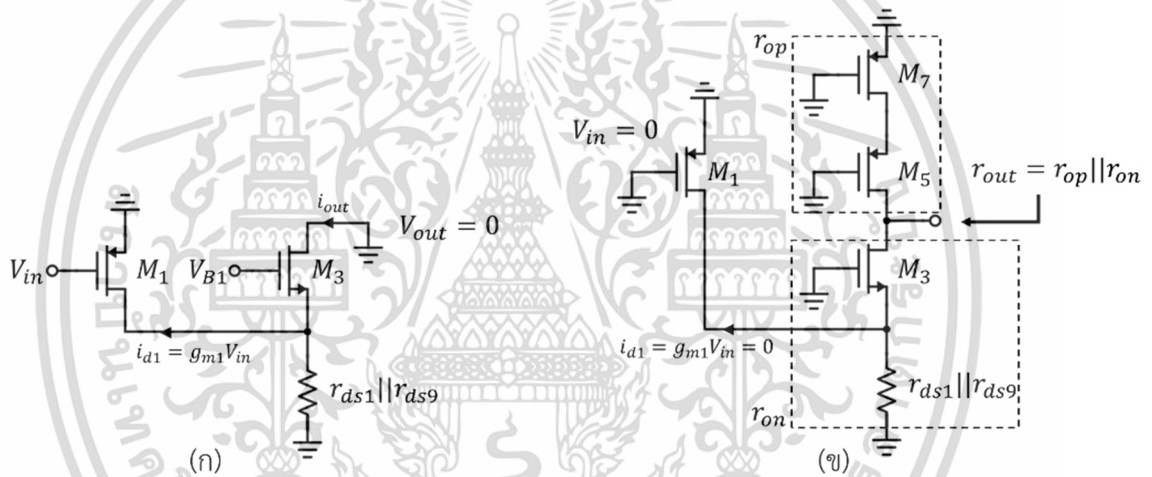 V_in
M_1
i_d1 = g_m1V_in
V_B1
M_3
i_out
V_out = 0
r_ds1||r_ds9
(ก)
V_in = 0
M_1
i_d1 = g_m1V_in = 0
r_op
M_7
M_5
r_out = r_op||r_on
M_3
r_ds1||r_ds9
r_on
(ข)